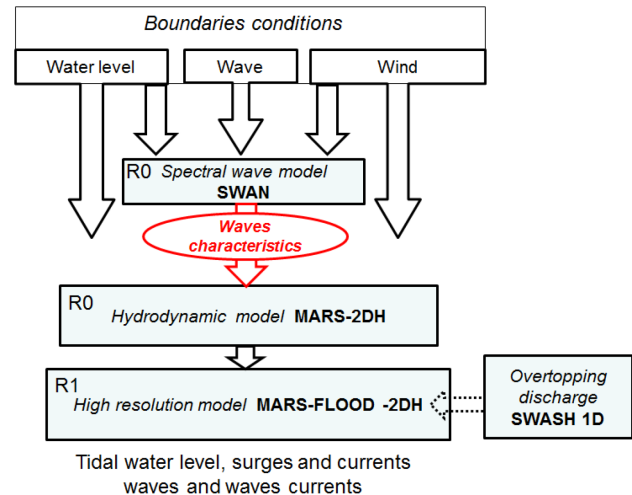 Boundaries conditions
Water level
Wave
Wind
R0 Spectral wave model
SWAN
Waves
characteristics
R0
Hydrodynamic model MARS-2DH
R1
High resolution model MARS-FLOOD -2DH
Overtopping
discharge
SWASH 1D
Tidal water level, surges and currents
waves and waves currents